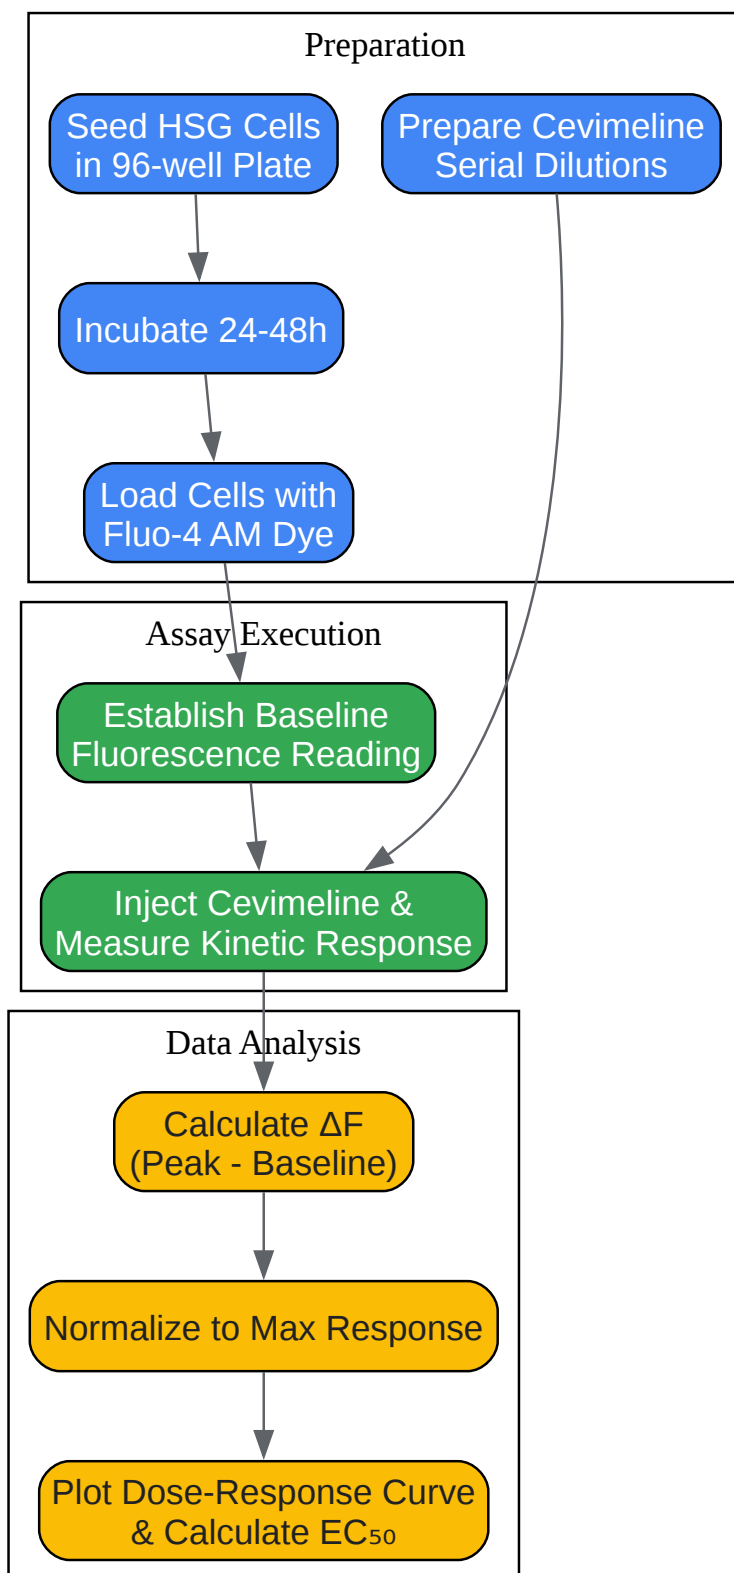 Preparation
Seed HSG Cells
in 96-well Plate
Prepare Cevimeline
Serial Dilutions
Incubate 24-48h
Load Cells with
Fluo-4 AM Dye
Assay Execution
Establish Baseline
Fluorescence Reading
Inject Cevimeline &
Measure Kinetic Response
Data Analysis
Calculate ΔF
(Peak - Baseline)
Normalize to Max Response
Plot Dose-Response Curve
& Calculate EC₅₀